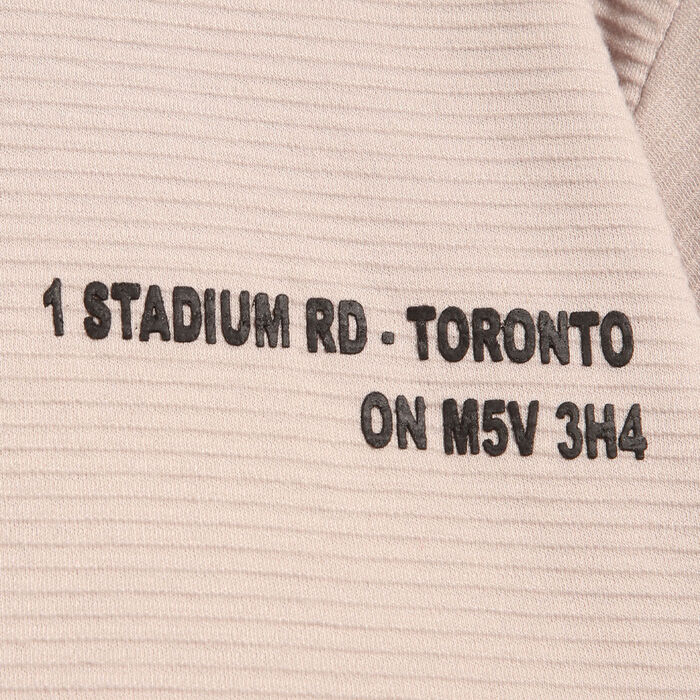 1 STADIUM RD - TORONTO
ON M5V 3H4